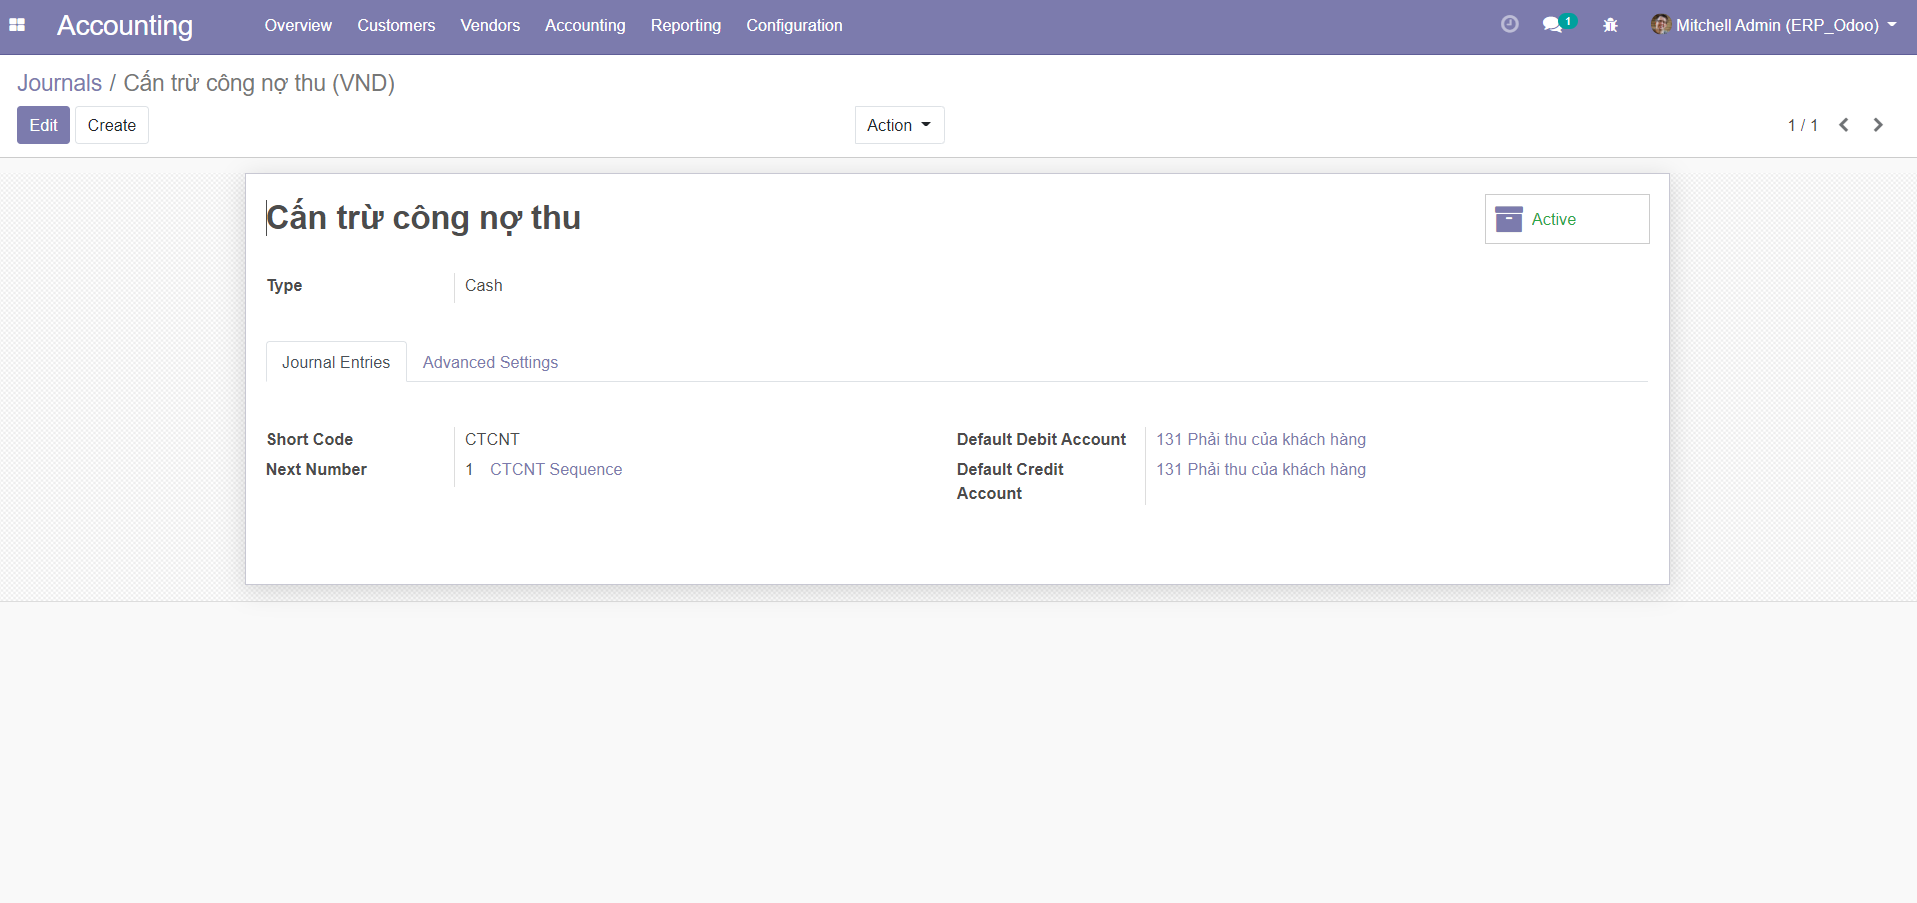 Accounting Overview Customers Vendors Accounting Reporting Configuration 1 Mitchell Admin (ERP_Odoo)
Journals / Cấn trừ công nợ thu (VND)
Edit Create Action 1 / 1
Cấn trừ công nợ thu
Active
Type Cash
Journal Entries Advanced Settings
Short Code CTCNT Default Debit Account 131 Phải thu của khách hàng
Next Number 1 CTCNT Sequence Default Credit 131 Phải thu của khách hàng
Account